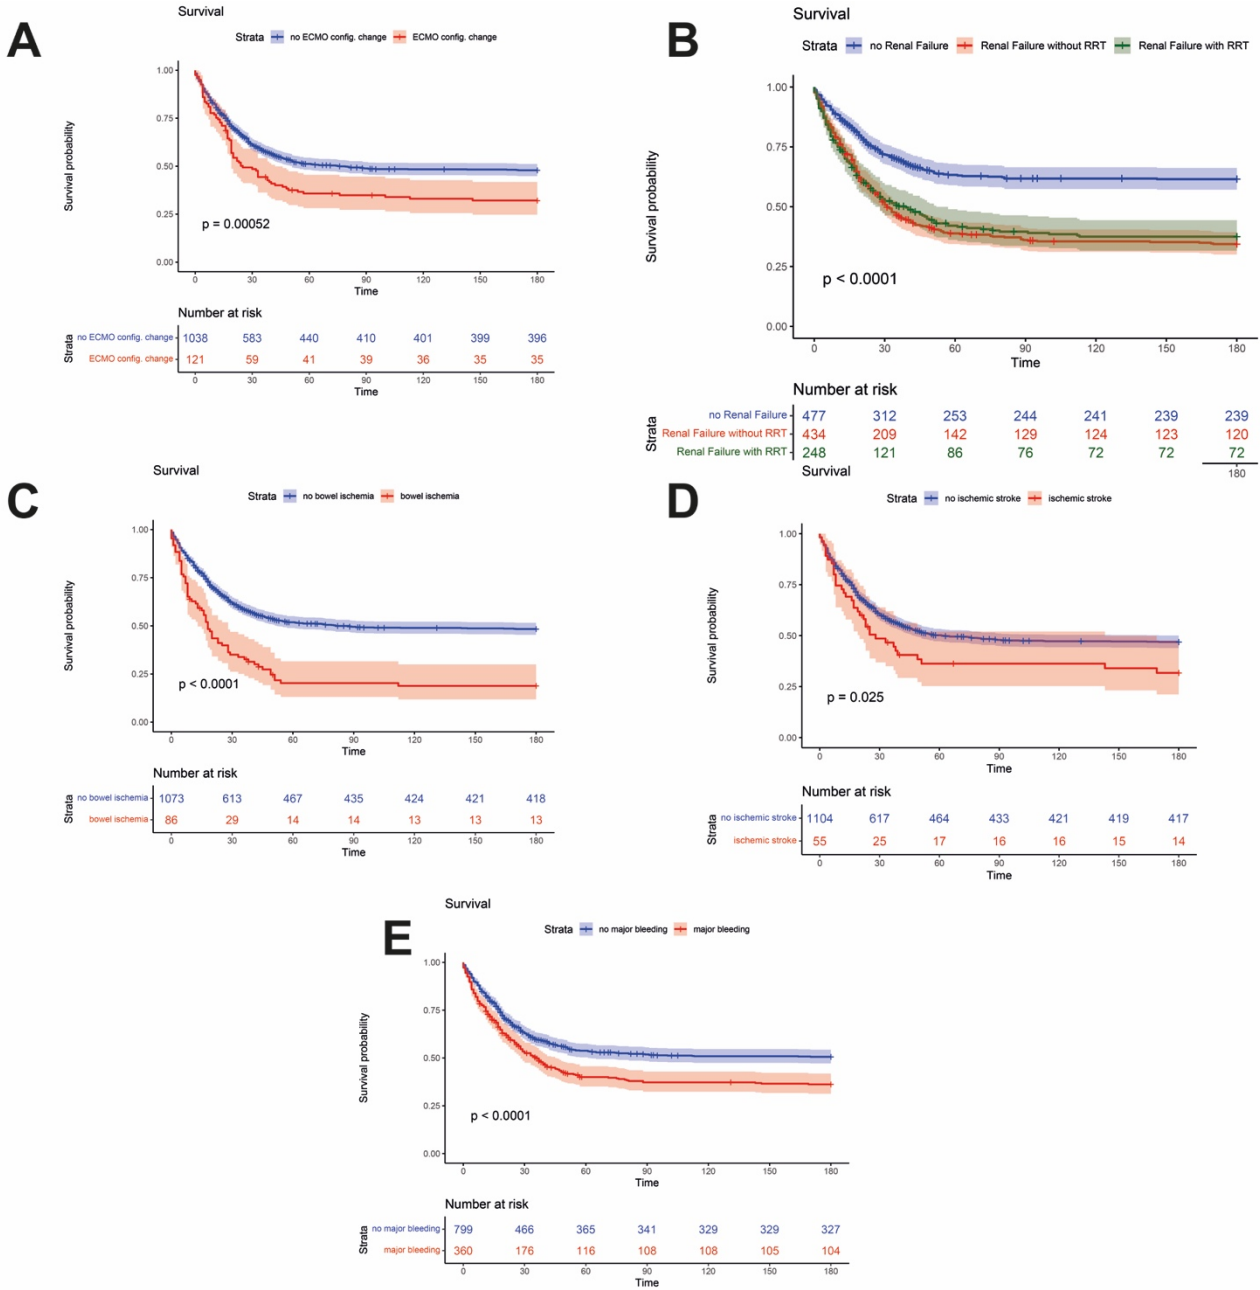 A
Survival
Strata no ECMO config. change ECMO config. change
Survival probability
1.00
0.75
0.50
0.25
0.00
p = 0.00052
0 30 60 90 120 150 180
Time
Number at risk
Strata
no ECMO config. change 1038 583 440 410 401 399 396
ECMO config. change 121 59 41 39 36 35 35
0 30 60 90 120 150 180
Time
B
Survival
Strata no Renal Failure Renal Failure without RRT Renal Failure with RRT
Survival probability
1.00
0.75
0.50
0.25
0.00
p < 0.0001
0 30 60 90 120 150 180
Time
Number at risk
Strata
no Renal Failure 477 312 253 244 241 239 239
Renal Failure without RRT 434 209 142 129 124 123 120
Renal Failure with RRT 248 121 86 76 72 72 72
180
C
Survival
Strata no bowel ischemia bowel ischemia
Survival probability
1.00
0.75
0.50
0.25
0.00
p < 0.0001
0 30 60 90 120 150 180
Time
Number at risk
Strata
no bowel ischemia 1073 613 467 435 424 421 418
bowel ischemia 86 29 14 14 13 13 13
0 30 60 90 120 150 180
Time
D
Survival
Strata no ischemic stroke ischemic stroke
Survival probability
1.00
0.75
0.50
0.25
0.00
p = 0.025
0 30 60 90 120 150 180
Time
Number at risk
Strata
no ischemic stroke 1104 617 464 433 421 419 417
ischemic stroke 55 25 17 16 16 15 14
0 30 60 90 120 150 180
Time
E
Survival
Strata no major bleeding major bleeding
Survival probability
1.00
0.75
0.50
0.25
0.00
p < 0.0001
0 30 60 90 120 150 180
Time
Number at risk
Strata
no major bleeding 799 466 365 341 329 329 327
major bleeding 360 176 116 108 108 105 104
0 30 60 90 120 150 180
Time